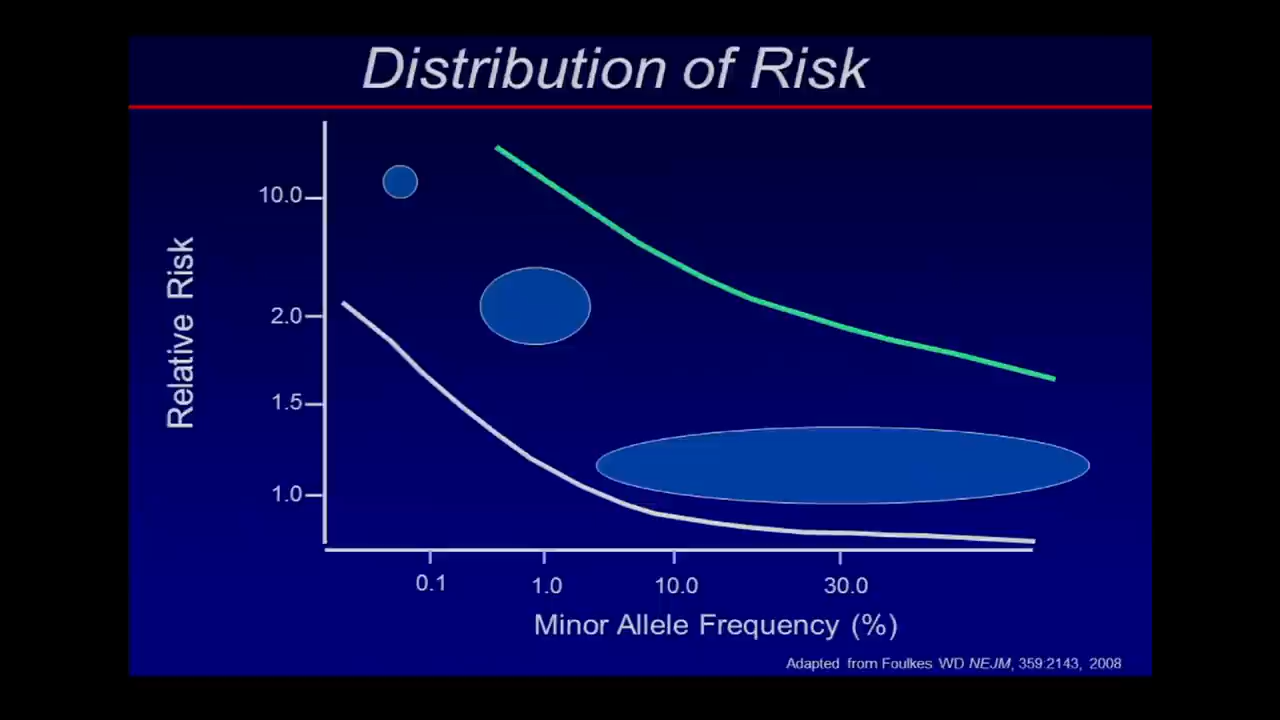 Distribution of Risk
10.0
2.0
1.5
1.0
Relative Risk
0.1
1.0
10.0
30.0
Minor Allele Frequency (%)
Adapted from Foulkes WD NEJM, 359:2143, 2008